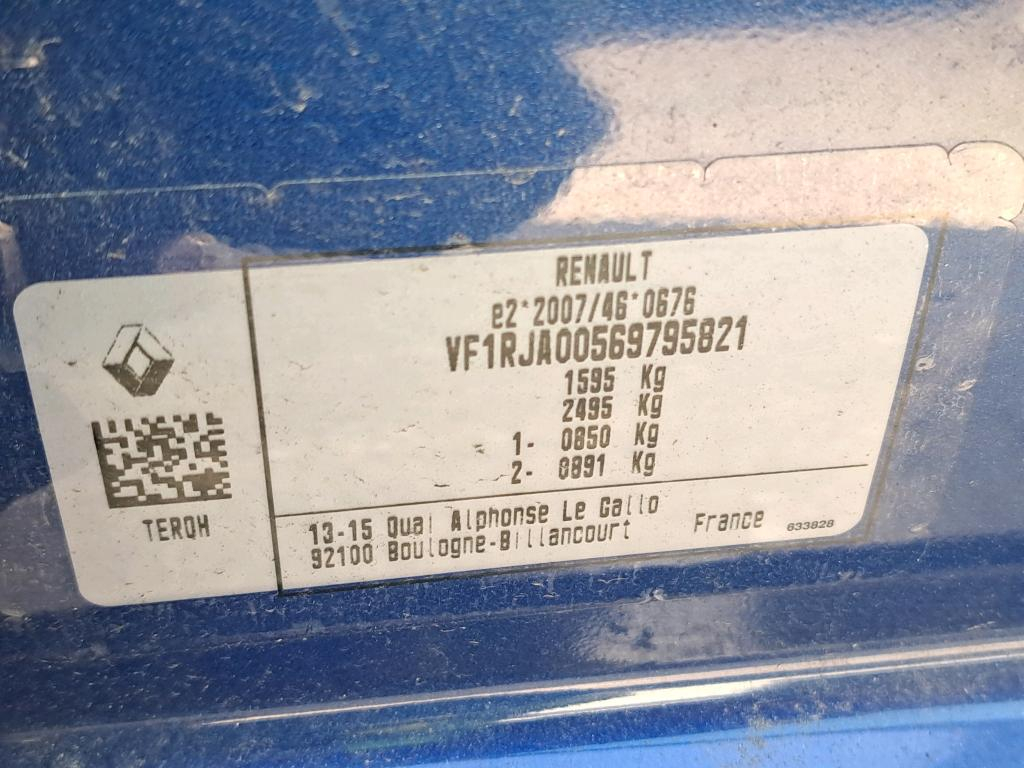 RENAULT
e2*2007/46*0676
VF1RJA00569795821
1595 Kg
2495 Kg
1- 0850 Kg
2- 0891 Kg
TERQH
13-15 Quai Alphonse Le Gallo
92100 Boulogne-Billancourt
France
633828